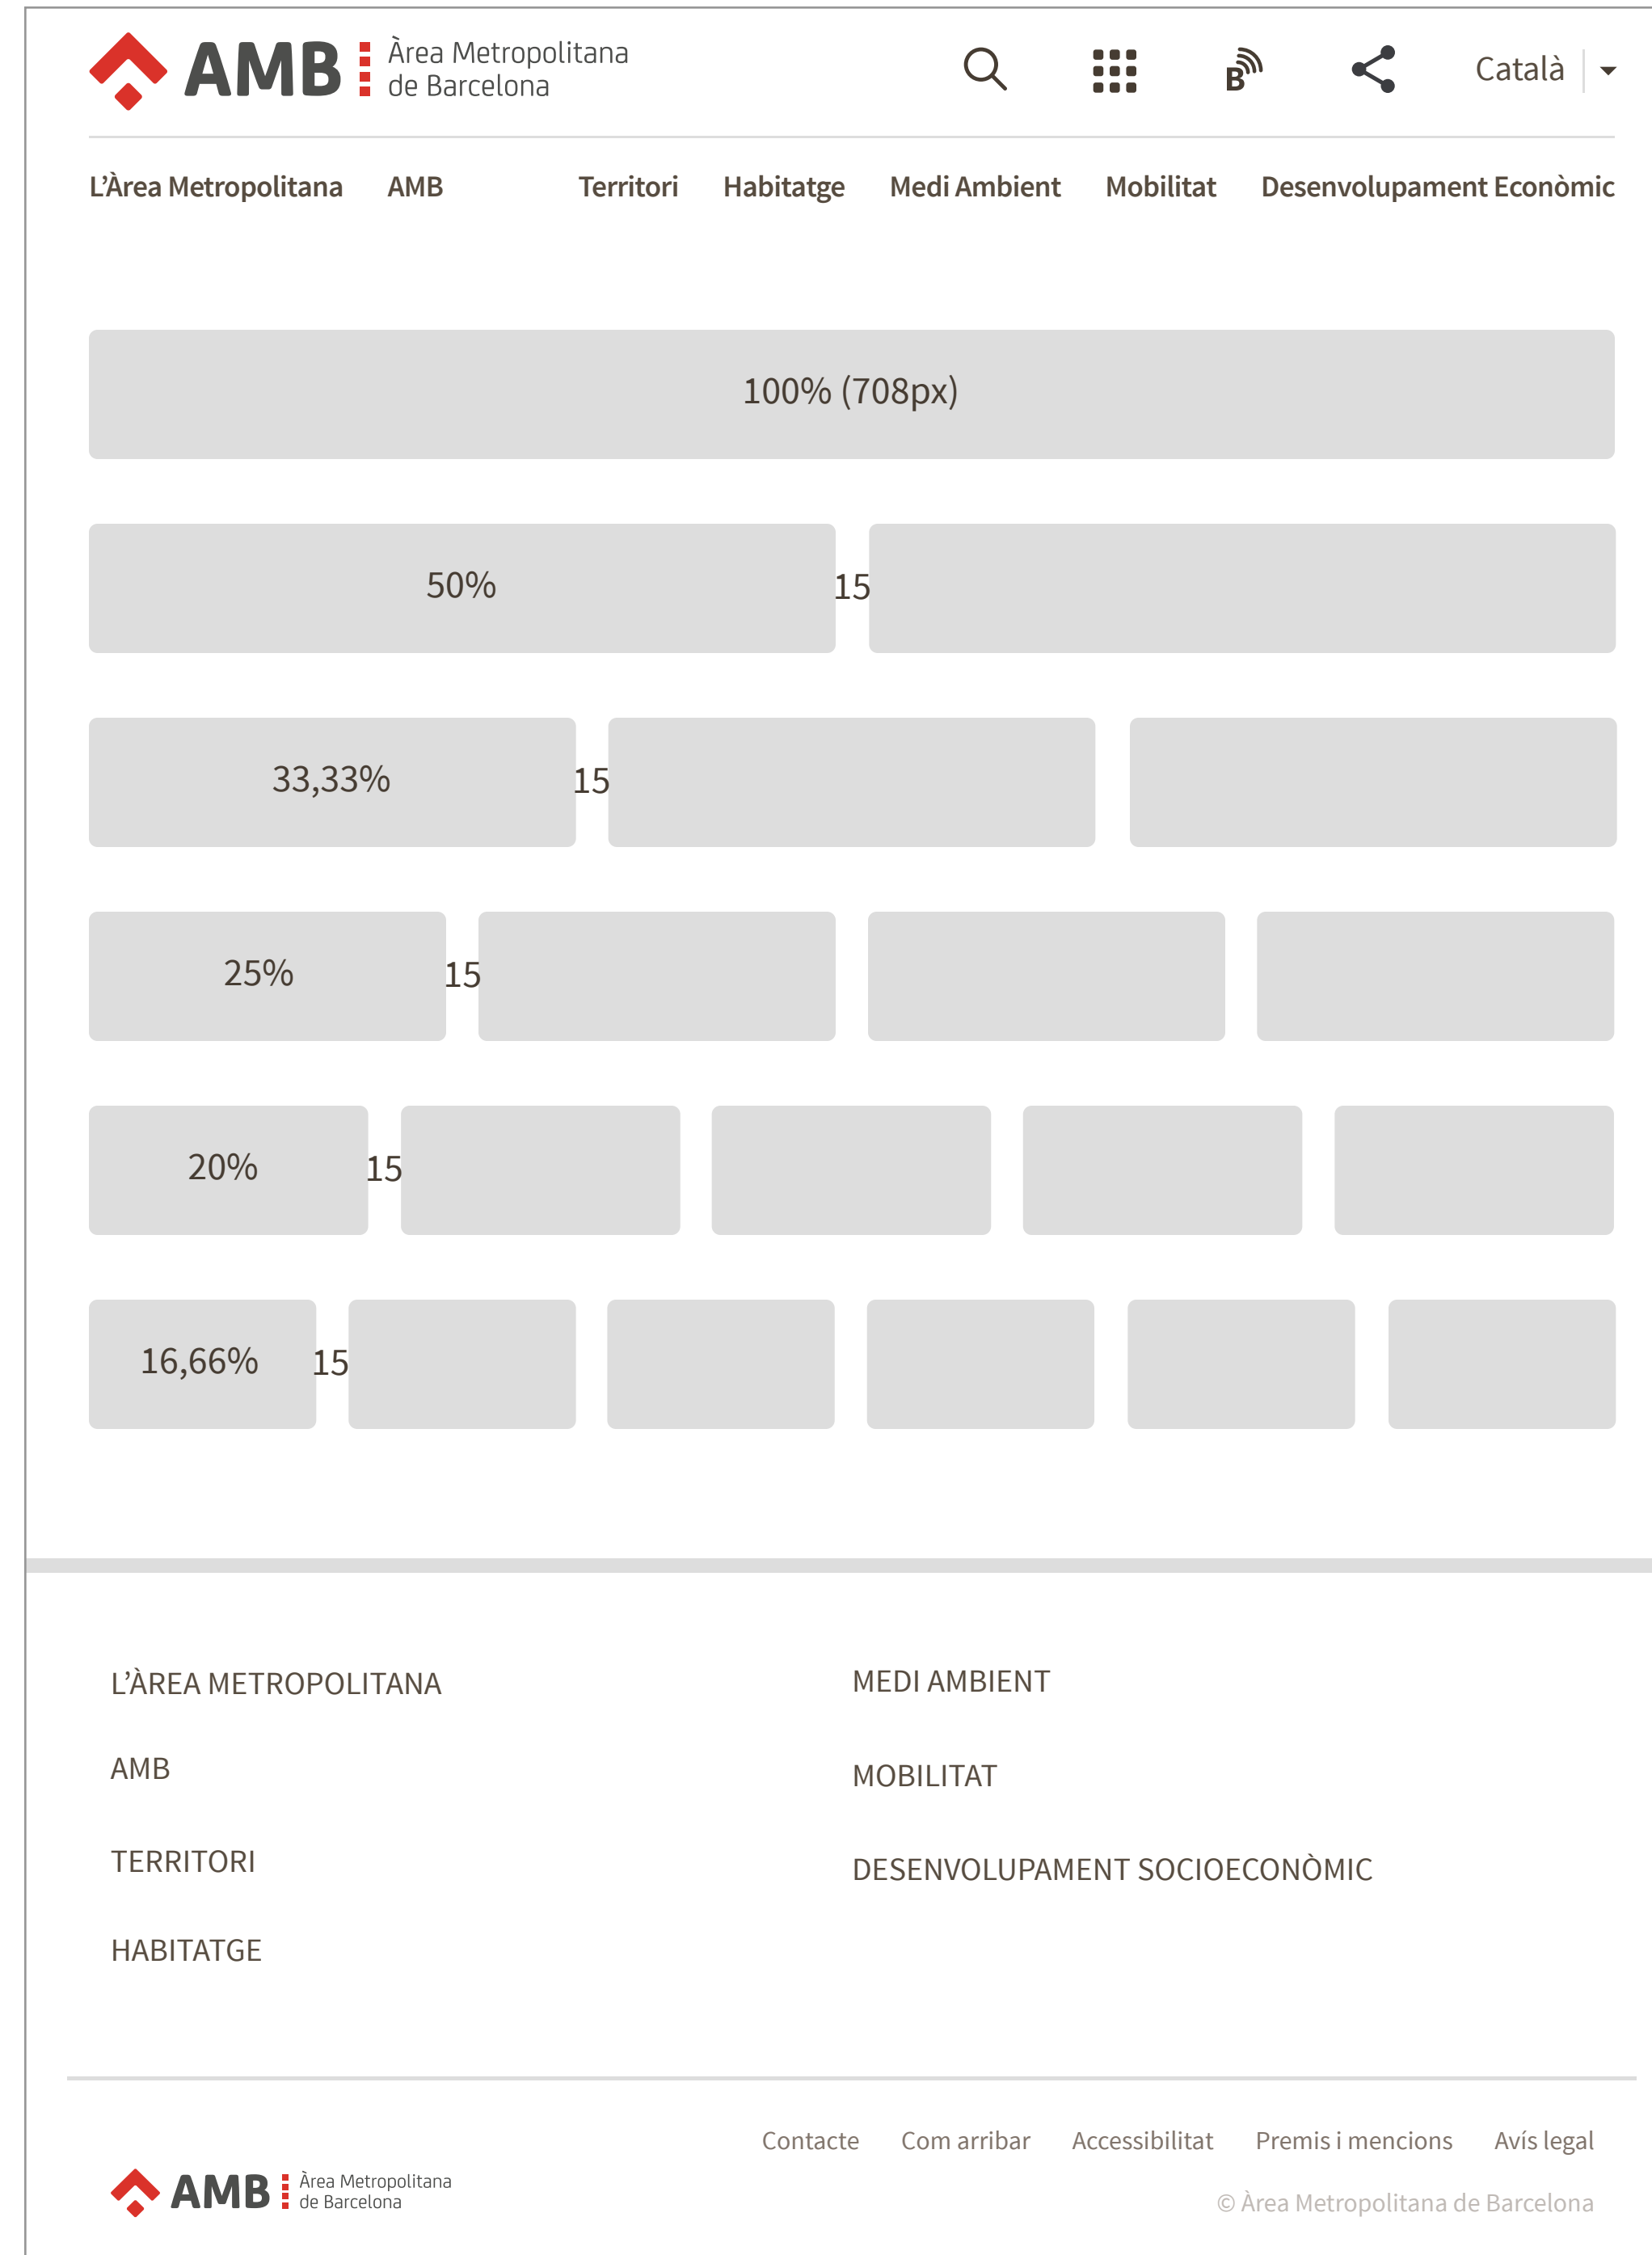 AMB
Àrea Metropolitana
de Barcelona
B
Català
L’Àrea Metropolitana AMB Territori Habitatge Medi Ambient Mobilitat Desenvolupament Econòmic
100% (708px)
50% 15
33,33% 15
25% 15
20% 15
16,66% 15
L’ÀREA METROPOLITANA
AMB
TERRITORI
HABITATGE
MEDI AMBIENT
MOBILITAT
DESENVOLUPAMENT SOCIOECONÒMIC
Contacte Com arribar Accessibilitat Premis i mencions Avís legal
AMB
Àrea Metropolitana
de Barcelona
© Àrea Metropolitana de Barcelona